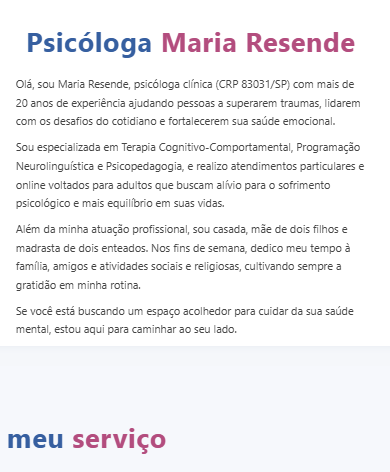 Psicóloga Maria Resende
Olá, sou Maria Resende, psicóloga clínica (CRP 83031/SP) com mais de
20 anos de experiência ajudando pessoas a superarem traumas, lidarem
com os desafios do cotidiano e fortalecerem sua saúde emocional.
Sou especializada em Terapia Cognitivo-Comportamental, Programação
Neurolinguística e Psicopedagogia, e realizo atendimentos particulares e
online voltados para adultos que buscam alívio para o sofrimento
psicológico e mais equilíbrio em suas vidas.
Além da minha atuação profissional, sou casada, mãe de dois filhos e
madrasta de dois enteados. Nos fins de semana, dedico meu tempo à
família, amigos e atividades sociais e religiosas, cultivando sempre a
gratidão em minha rotina.
Se você está buscando um espaço acolhedor para cuidar da sua saúde
mental, estou aqui para caminhar ao seu lado.
meu serviço